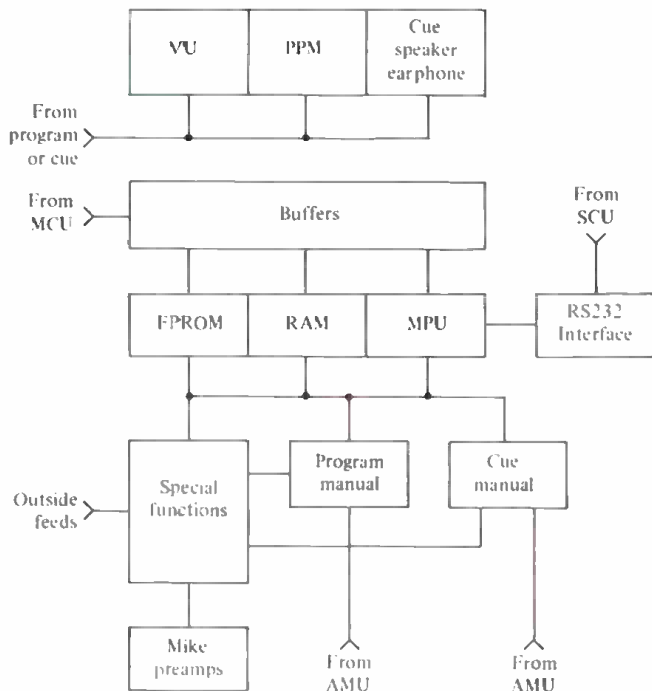 VU
PPM
Cue
speaker
earphone
From
program
or cue
From
MCU
Buffers
From
SCU
EPROM
RAM
MPU
RS232
Interface
Special
functions
Program
manual
Cue
manual
Outside
feeds
Mike
preamps
From
AMU
From
AMU